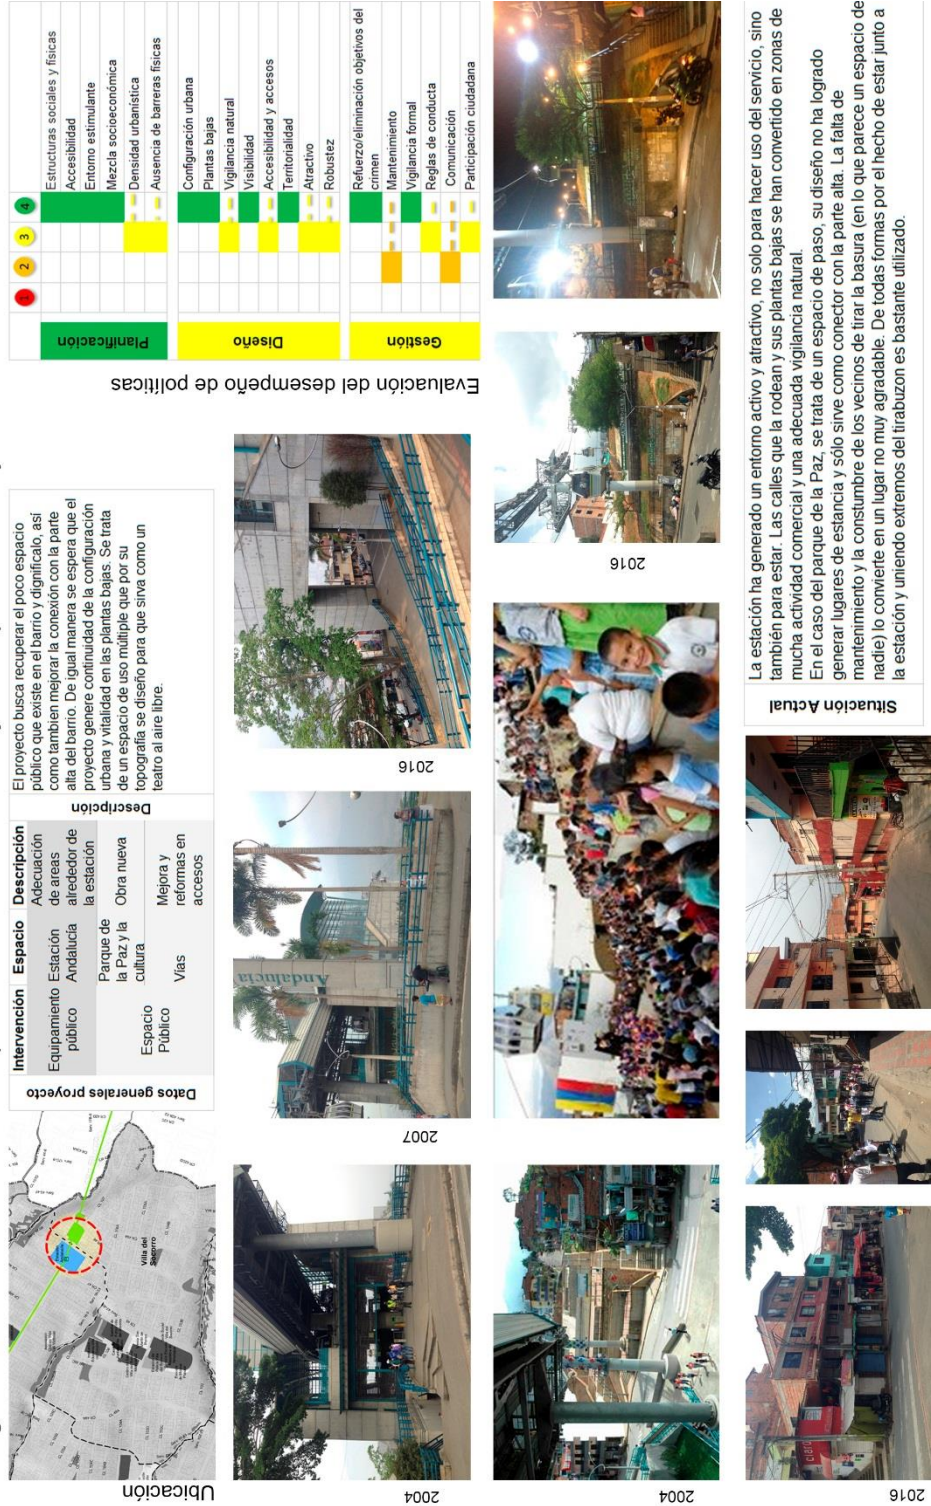 Ubicación
Villa del
Socorro
Datos generales proyecto
Intervención Espacio Descripción
Equipamiento público
Estación Andalucía
Adecuación de areas alrededor de la estación
Espacio Público
Parque de la Paz y la cultura
Obra nueva
Vías
Mejora y reformas en accesos
Descripción
El proyecto busca recuperar el poco espacio
público que existe en el barrio y dignificalo, así
como tambien mejorar la conexión con la parte
alta del barrio. De igual manera se espera que el
proyecto genere continuidad de la configuración
urbana y vitalidad en las plantas bajas. Se trata
de un espacio de uso múltiple que por su
topografía se diseño para que sirva como un
teatro al aire libre.
Evaluación del desempeño de políticas
1 2 3 4
Planificación
Estructuras sociales y físicas
Accesibilidad
Entorno estimulante
Mezcla socioeconómica
Densidad urbanística
Ausencia de barreras físicas
Diseño
Configuración urbana
Plantas bajas
Vigilancia natural
Visibilidad
Accesibilidad y accesos
Territorialidad
Atractivo
Robustez
Gestión
Refuerzo/eliminación objetivos del
crimen
Mantenimiento
Vigilancia formal
Reglas de conducta
Comunicación
Participación ciudadana
2004
2007
Andalucía
2016
2004
2016
2016
Claro
Situación Actual
La estación ha generado un entorno activo y atractivo, no solo para hacer uso del servicio, sino
también para estar. Las calles que la rodean y sus plantas bajas se han convertido en zonas de
mucha actividad comercial y una adecuada vigilancia natural.
En el caso del parque de la Paz, se trata de un espacio de paso, su diseño no ha logrado
generar lugares de estancia y sólo sirve como conector con la parte alta. La falta de
mantenimiento y la constumbre de los vecinos de tirar la basura (en lo que parece un espacio de
nadie) lo convierte en un lugar no muy agradable. De todas formas por el hecho de estar junto a
la estación y uniendo extremos del tirabuzon es bastante utilizado.